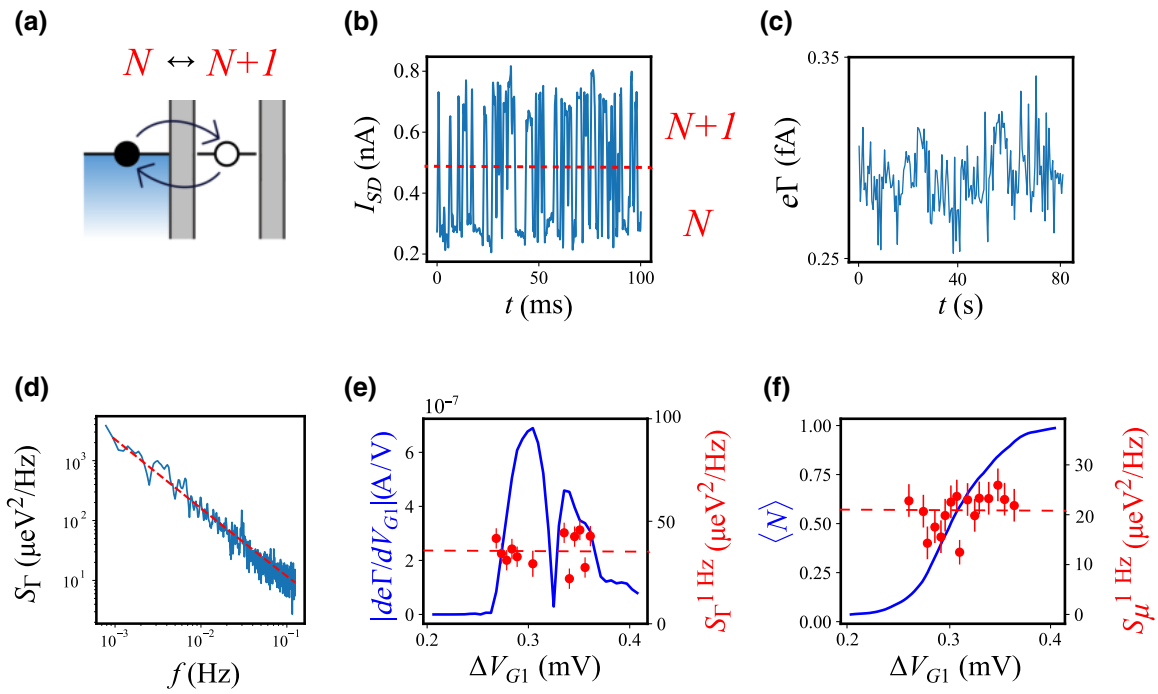 (a)
N ↔ N+1
(b)
0.8
0.6
0.4
0.2
I_SD (nA)
0
50
100
t (ms)
N+1
N
(c)
0.35
0.25
eΓ (fA)
0
40
80
t (s)
(d)
10^3
10^2
10^1
S_Γ (μeV^2/Hz)
10^-3
10^-2
10^-1
f (Hz)
(e)
10^-7
6
4
2
0
|deΓ/dV_G1|(A/V)
100
50
0
S_Γ^1 Hz (μeV^2/Hz)
0.2
0.3
0.4
ΔV_G1 (mV)
(f)
1.00
0.75
0.50
0.25
0.00
⟨N⟩
30
20
10
0
S_μ^1 Hz (μeV^2/Hz)
0.2
0.3
0.4
ΔV_G1 (mV)